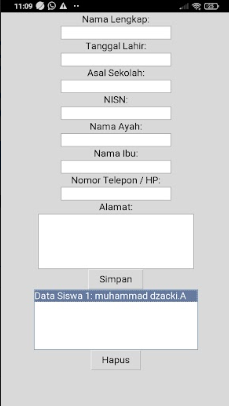 11:09
Nama Lengkap:
Tanggal Lahir:
Asal Sekolah:
NISN:
Nama Ayah:
Nama Ibu:
Nomor Telepon / HP:
Alamat:
Simpan
Data Siswa 1: muhammad dzacki.A
Hapus